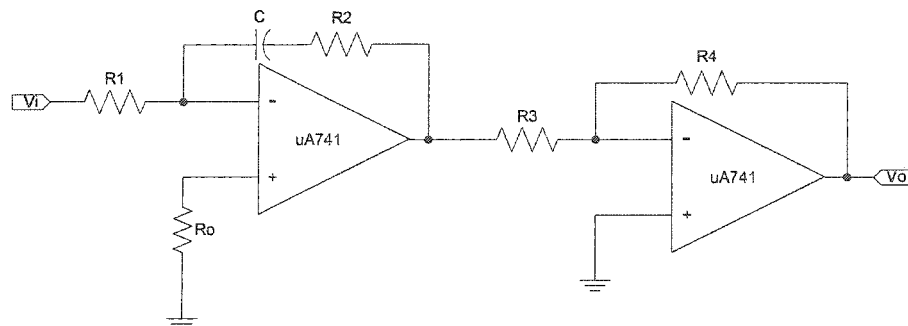 C
R2
R1
Vi
-
uA741
+
Ro
R3
R4
-
uA741
+
Vo